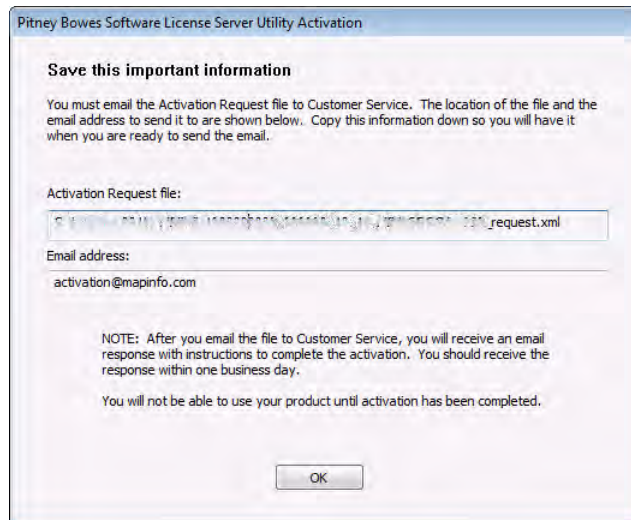 Pitney Bowes Software License Server Utility Activation
Save this important information
You must email the Activation Request file to Customer Service. The location of the file and the
email address to send it to are shown below. Copy this information down so you will have it
when you are ready to send the email.
Activation Request file:
_request.xml
Email address:
activation@mapinfo.com
NOTE: After you email the file to Customer Service, you will receive an email
response with instructions to complete the activation. You should receive the
response within one business day.
You will not be able to use your product until activation has been completed.
OK